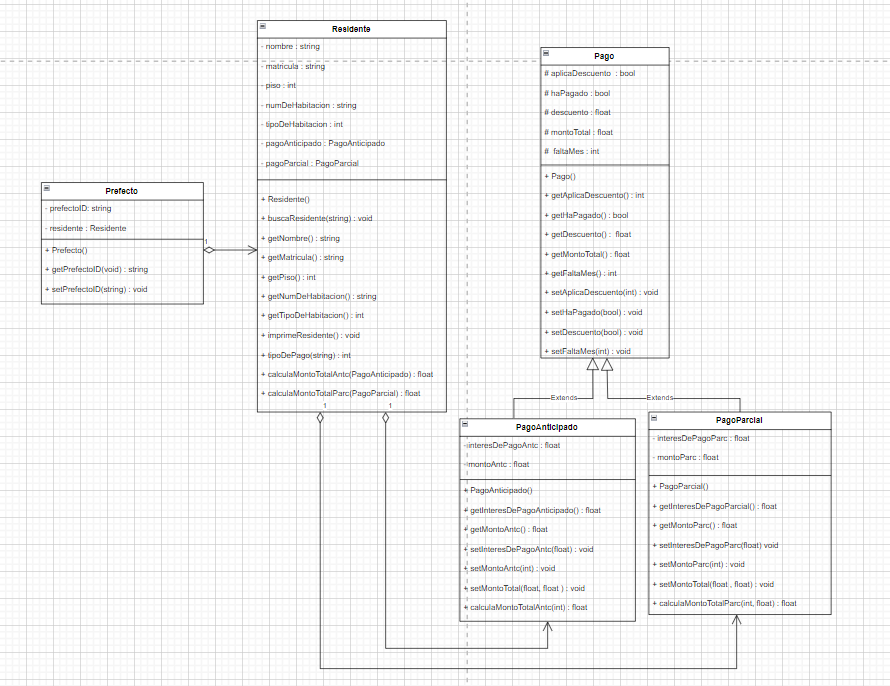 Residente
- nombre : string
- matricula : string
- piso : int
- numDeHabitacion : string
- tipoDeHabitacion : int
- pagoAnticipado : PagoAnticipado
- pagoParcial : PagoParcial
+ Residente()
+ buscaResidente(string) : void
+ getNombre() : string
+ getMatricula() : string
+ getPiso() : int
+ getNumDeHabitacion() : string
+ getTipoDeHabitacion() : int
+ imprimeResidente() : void
+ tipoDePago(string) : int
+ calculaMontoTotalAntc(PagoAnticipado) : float
+ calculaMontoTotalParc(PagoParcial) : float
1
1
Prefecto
- prefectoID: string
- residente : Residente
+ Prefecto()
+ getPrefectoID(void) : string
+ setPrefectoID(string) : void
1
Pago
# aplicaDescuento : bool
# haPagado : bool
# descuento : float
# montoTotal : float
# faltaMes : int
+ Pago()
+ getAplicaDescuento() : int
+ getHaPagado() : bool
+ getDescuento() : float
+ getMontoTotal() : float
+ getFaltaMes() : int
+ setAplicaDescuento(int) : void
+ setHaPagado(bool) : void
+ setDescuento(bool) : void
+ setFaltaMes(int) : void
Extends
Extends
PagoAnticipado
- interesDePagoAntc : float
- montoAntc : float
+ PagoAnticipado()
+ getInteresDePagoAnticipado() : float
+ getMontoAntc() : float
+ setInteresDePagoAntc(float) : void
+ setMontoAntc(int) : void
+ setMontoTotal(float, float ) : void
+ calculaMontoTotalAntc(int) : float
PagoParcial
- interesDePagoParc : float
- montoParc : float
+ PagoParcial()
+ getInteresDePagoParcial() : float
+ getMontoParc() : float
+ setInteresDePagoParc(float) void
+ setMontoParc(int) : void
+ setMontoTotal(float , float) : void
+ calculaMontoTotalParc(int, float) : float